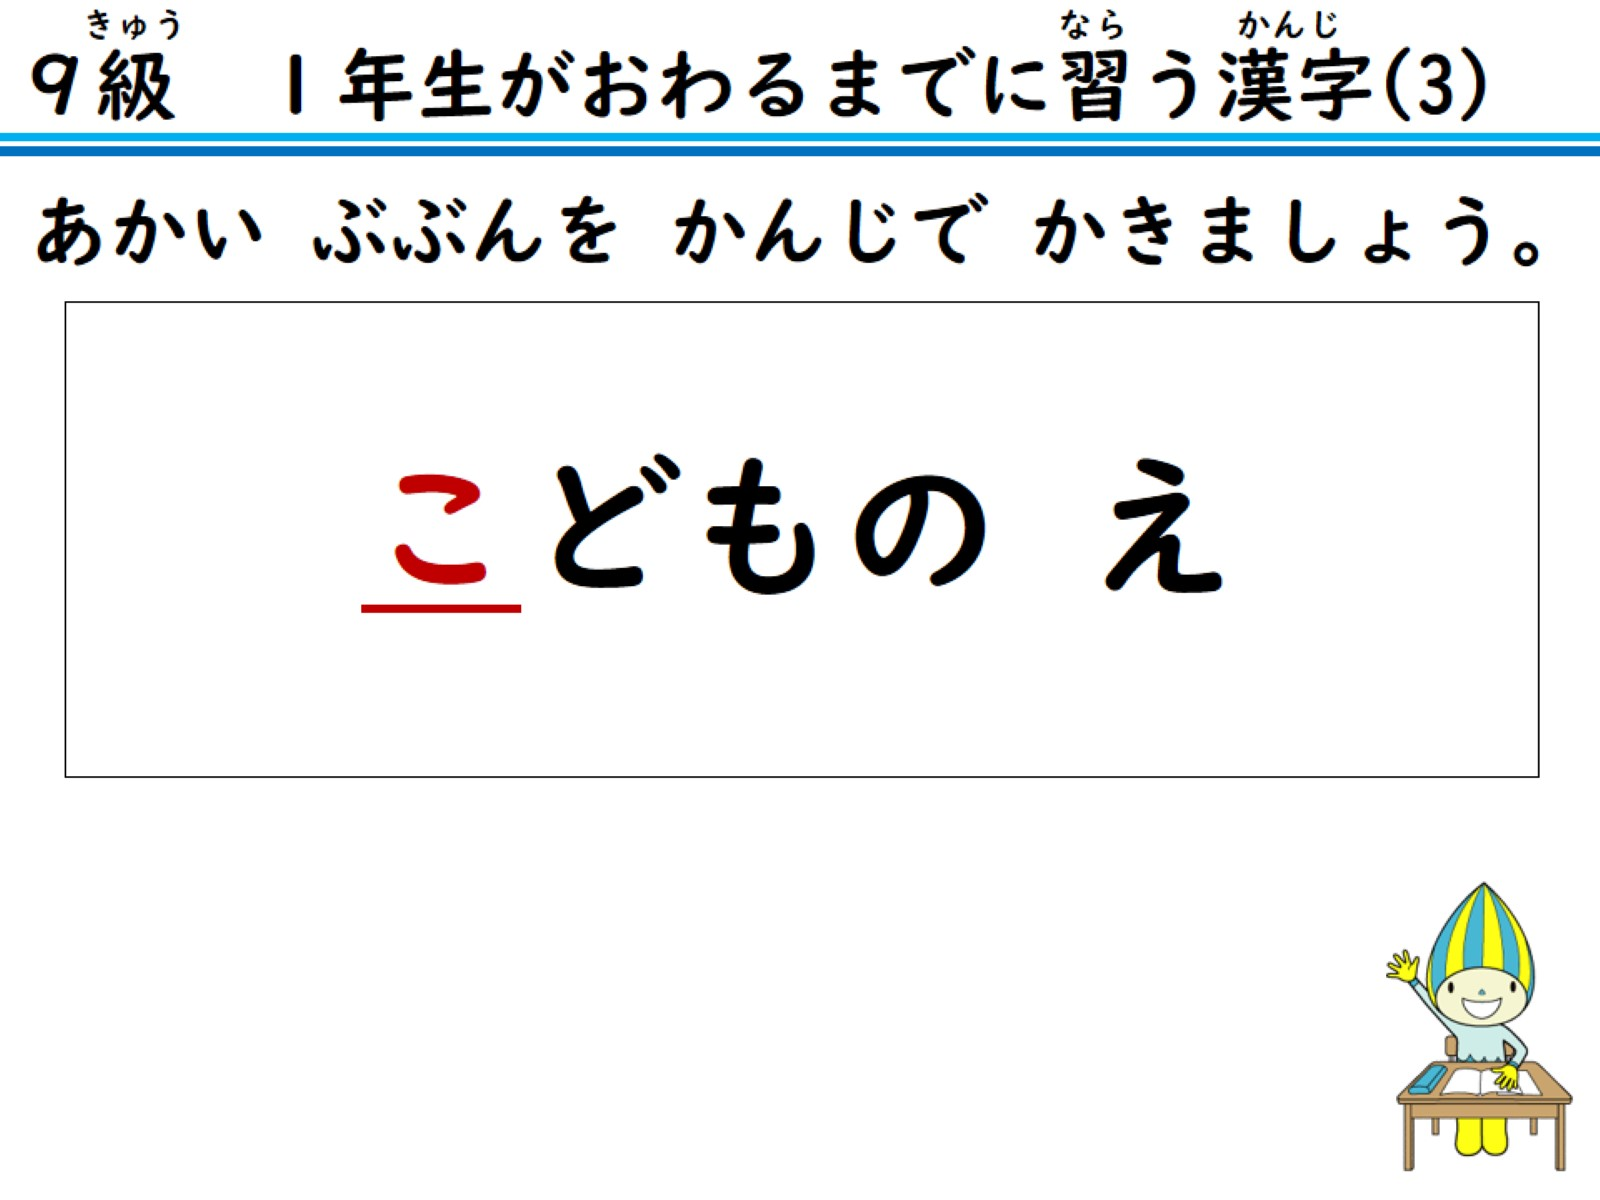 きゅう なら かんじ
9級 1年生がおわるまでに習う漢字(3)
あかい ぶぶんを かんじで かきましょう。
こどもの え